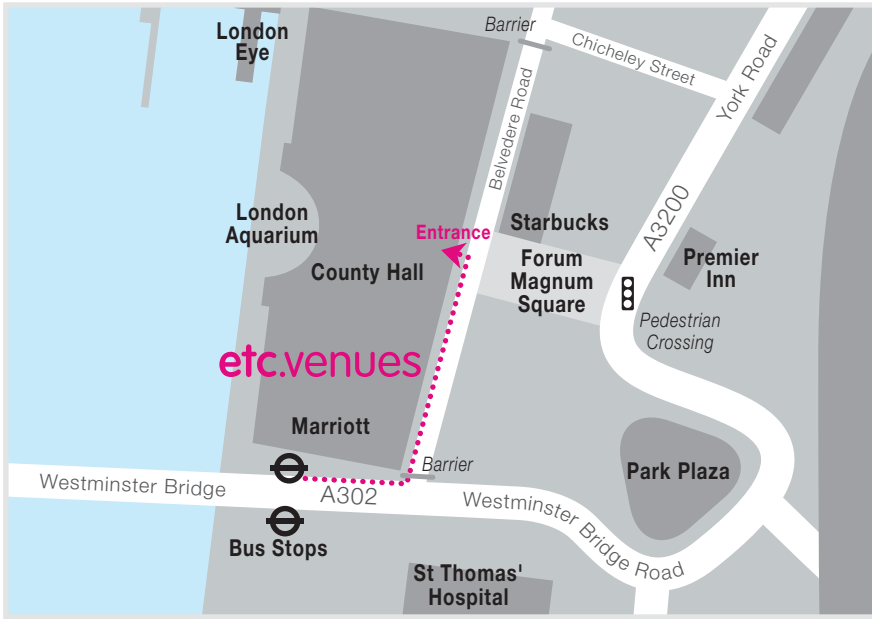 London
Eye
Barrier
Chicheley Street
York Road
Belvedere Road
London
Aquarium
Entrance
Starbucks
A3200
County Hall
Forum
Magnum
Square
Premier
Inn
Pedestrian
Crossing
etc.venues
Marriott
Barrier
Park Plaza
Westminster Bridge
A302
Westminster Bridge Road
Bus Stops
St Thomas'
Hospital